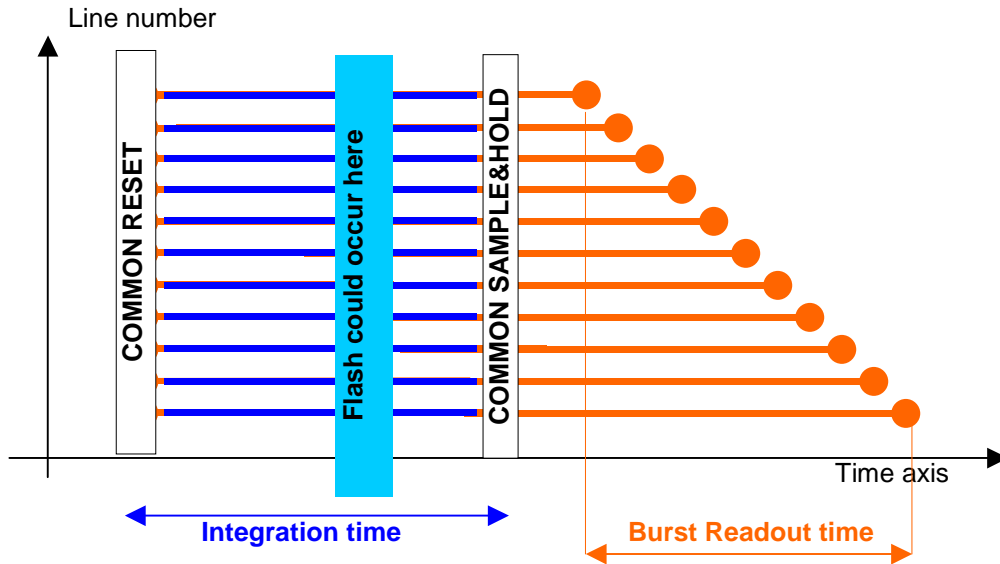 Line number
COMMON RESET
Flash could occur here
COMMON SAMPLE&HOLD
Time axis
Integration time
Burst Readout time